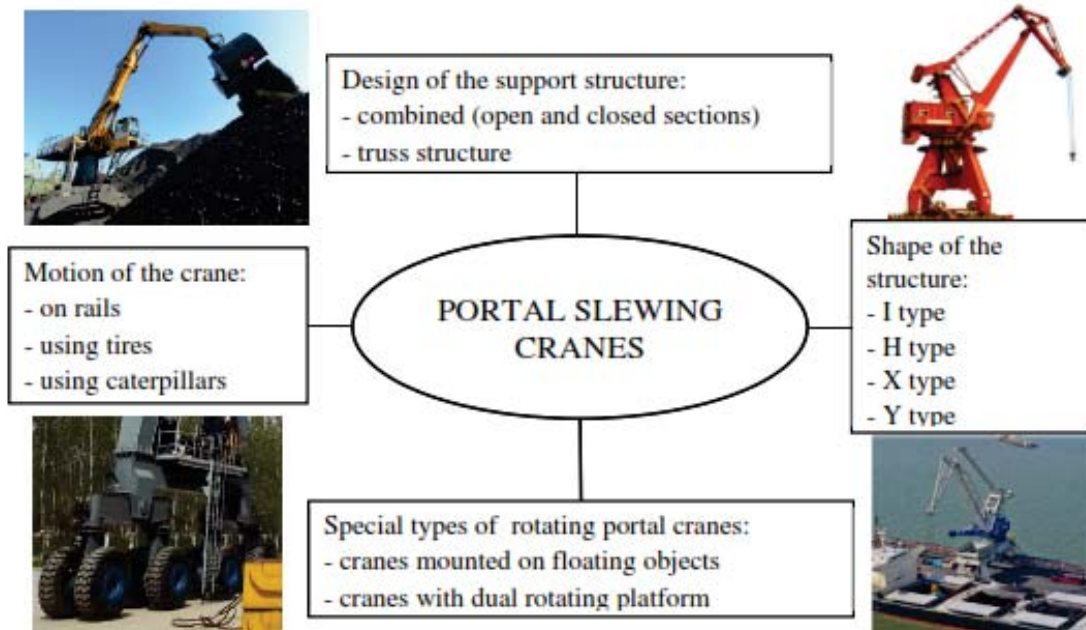 Design of the support structure:
- combined (open and closed sections)
- truss structure
Motion of the crane:
- on rails
- using tires
- using caterpillars
PORTAL SLEWING
CRANES
Shape of the
structure:
- I type
- H type
- X type
- Y type
Special types of rotating portal cranes:
- cranes mounted on floating objects
- cranes with dual rotating platform